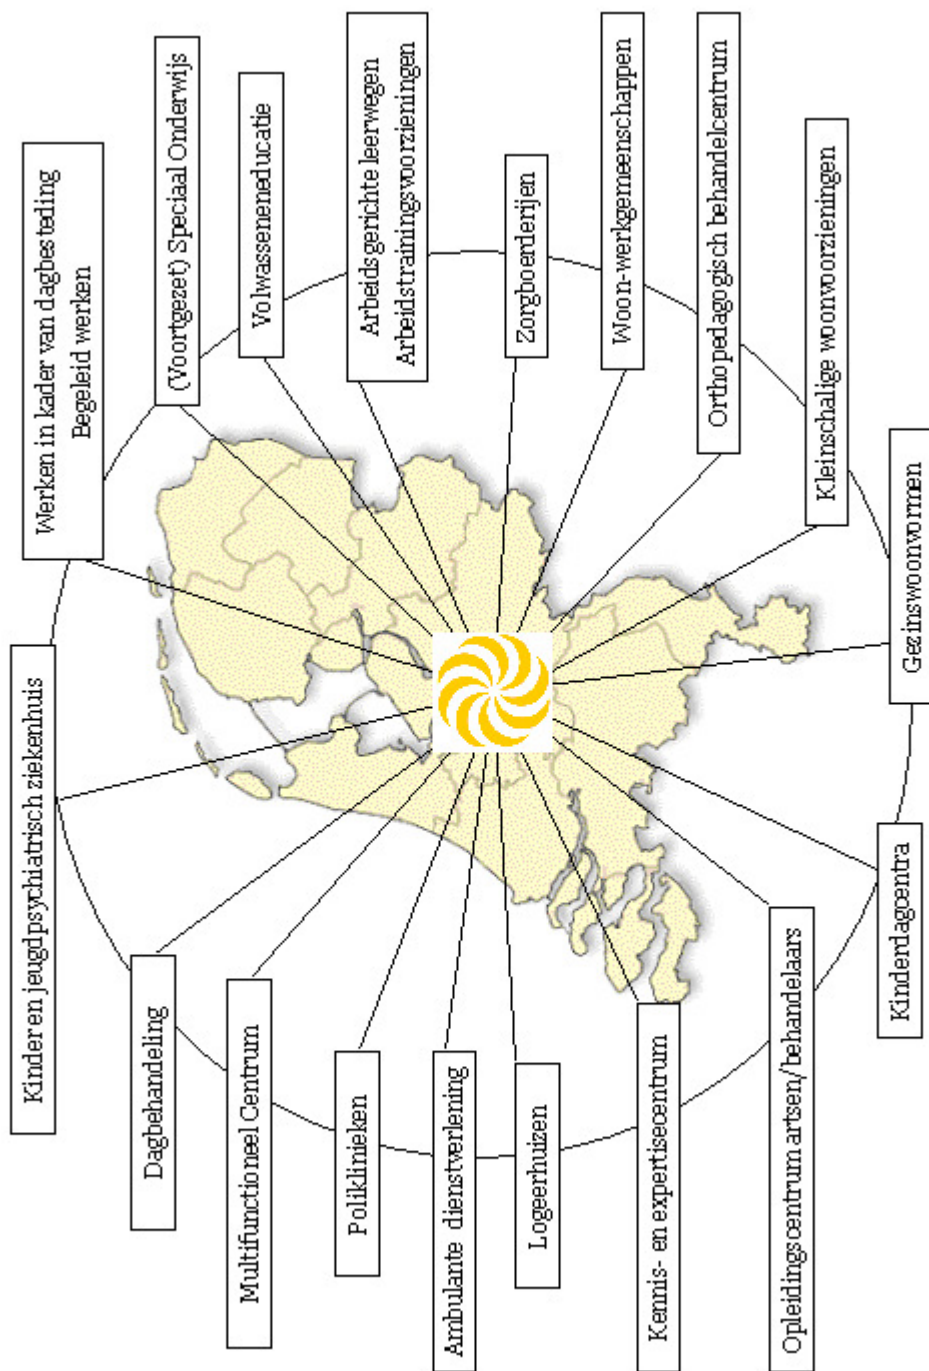 Kinder en jeugdpsychiatrisch ziekenhuis
Werken in kader van dagbesteding
Begeleid werken
(Voortgezet) Speciaal Onderwijs
Volwasseneneducatie
Arbeidsgerichte leerwegen
Arbeidstrainingsvoorzieningen
Zorgboerderijen
Woon-werkgemeenschappen
Orthopedagogisch behandelcentrum
Kleinschalige woonvoorzieningen
Gezinswoonvormen
Kinderdagcentra
Opleidingscentrum artsen/behandelaars
Kennis- en expertisecentrum
Logeerhuizen
Ambulante dienstverlening
Poliklinieken
Multifunctioneel Centrum
Dagbehandeling